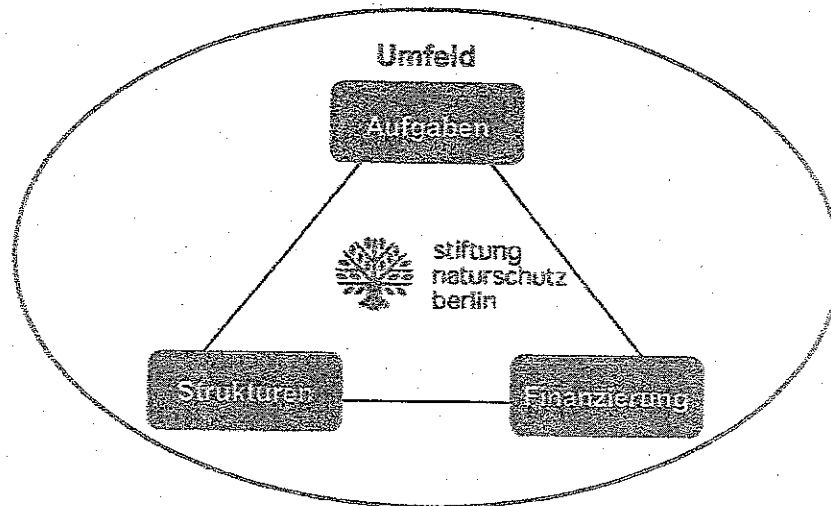 Umfeld
Aufgaben
stiftung
naturschutz
berlin
Strukturen
Finanzierung